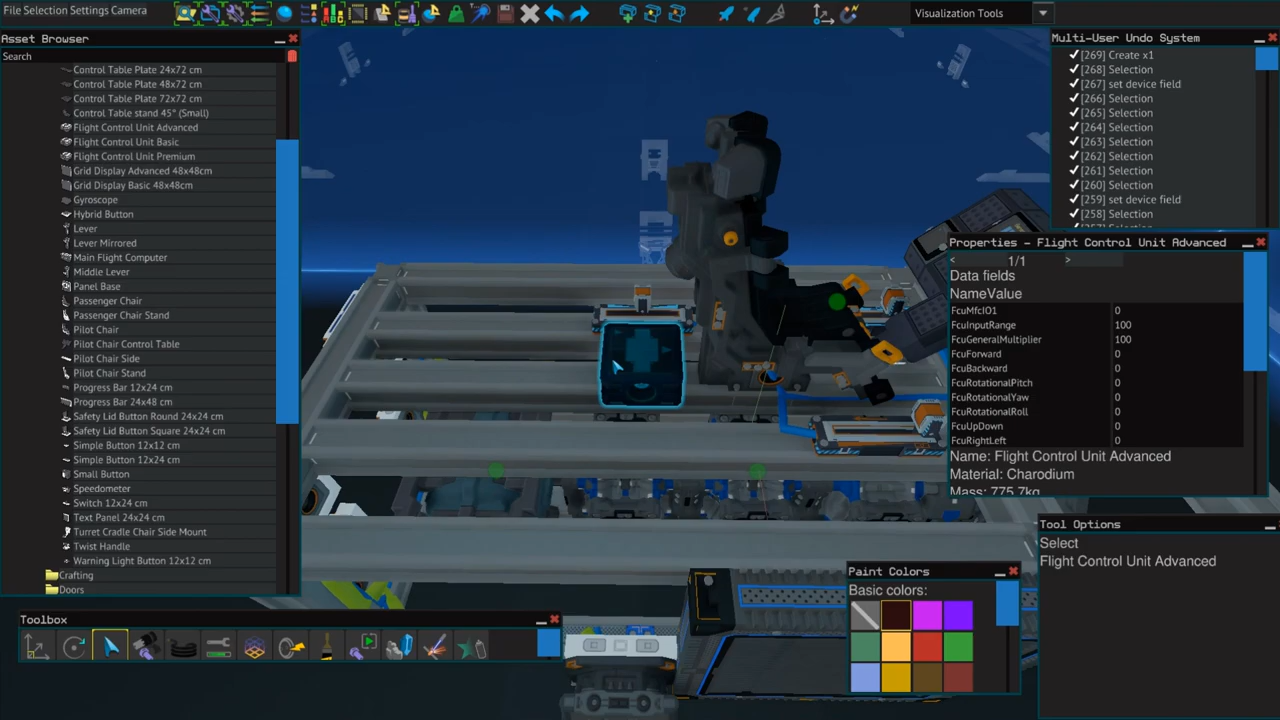 File Selection Settings Camera
Visualization Tools
Asset Browser
Search
Control Table Plate 24x72 cm
Control Table Plate 48x72 cm
Control Table Plate 72x72 cm
Control Table stand 45° (Small)
Flight Control Unit Advanced
Flight Control Unit Basic
Flight Control Unit Premium
Grid Display Advanced 48x48cm
Grid Display Basic 48x48cm
Gyroscope
Hybrid Button
Lever
Lever Mirrored
Main Flight Computer
Middle Lever
Panel Base
Passenger Chair
Passenger Chair Stand
Pilot Chair
Pilot Chair Control Table
Pilot Chair Side
Pilot Chair Stand
Progress Bar 12x24 cm
Progress Bar 24x48 cm
Safety Lid Button Round 24x24 cm
Safety Lid Button Square 24x24 cm
Simple Button 12x12 cm
Simple Button 12x24 cm
Small Button
Speedometer
Switch 12x24 cm
Text Panel 24x24 cm
Turret Cradle Chair Side Mount
Twist Handle
Warning Light Button 12x12 cm
Crafting
Doors
Multi-User Undo System
[269] Create x1
[268] Selection
[267] set device field
[266] Selection
[265] Selection
[264] Selection
[263] Selection
[262] Selection
[261] Selection
[260] Selection
[259] set device field
[258] Selection
Properties - Flight Control Unit Advanced
< 1/1 >
Data fields
NameValue
FcuMfcIO1 0
FcuInputRange 100
FcuGeneralMultiplier 100
FcuForward 0
FcuBackward 0
FcuRotationalPitch 0
FcuRotationalYaw 0
FcuRotationalRoll 0
FcuUpDown 0
FcuRightLeft 0
Name: Flight Control Unit Advanced
Material: Charodium
Mass: 775.7kg
Tool Options
Select
Flight Control Unit Advanced
Paint Colors
Basic colors:
Toolbox